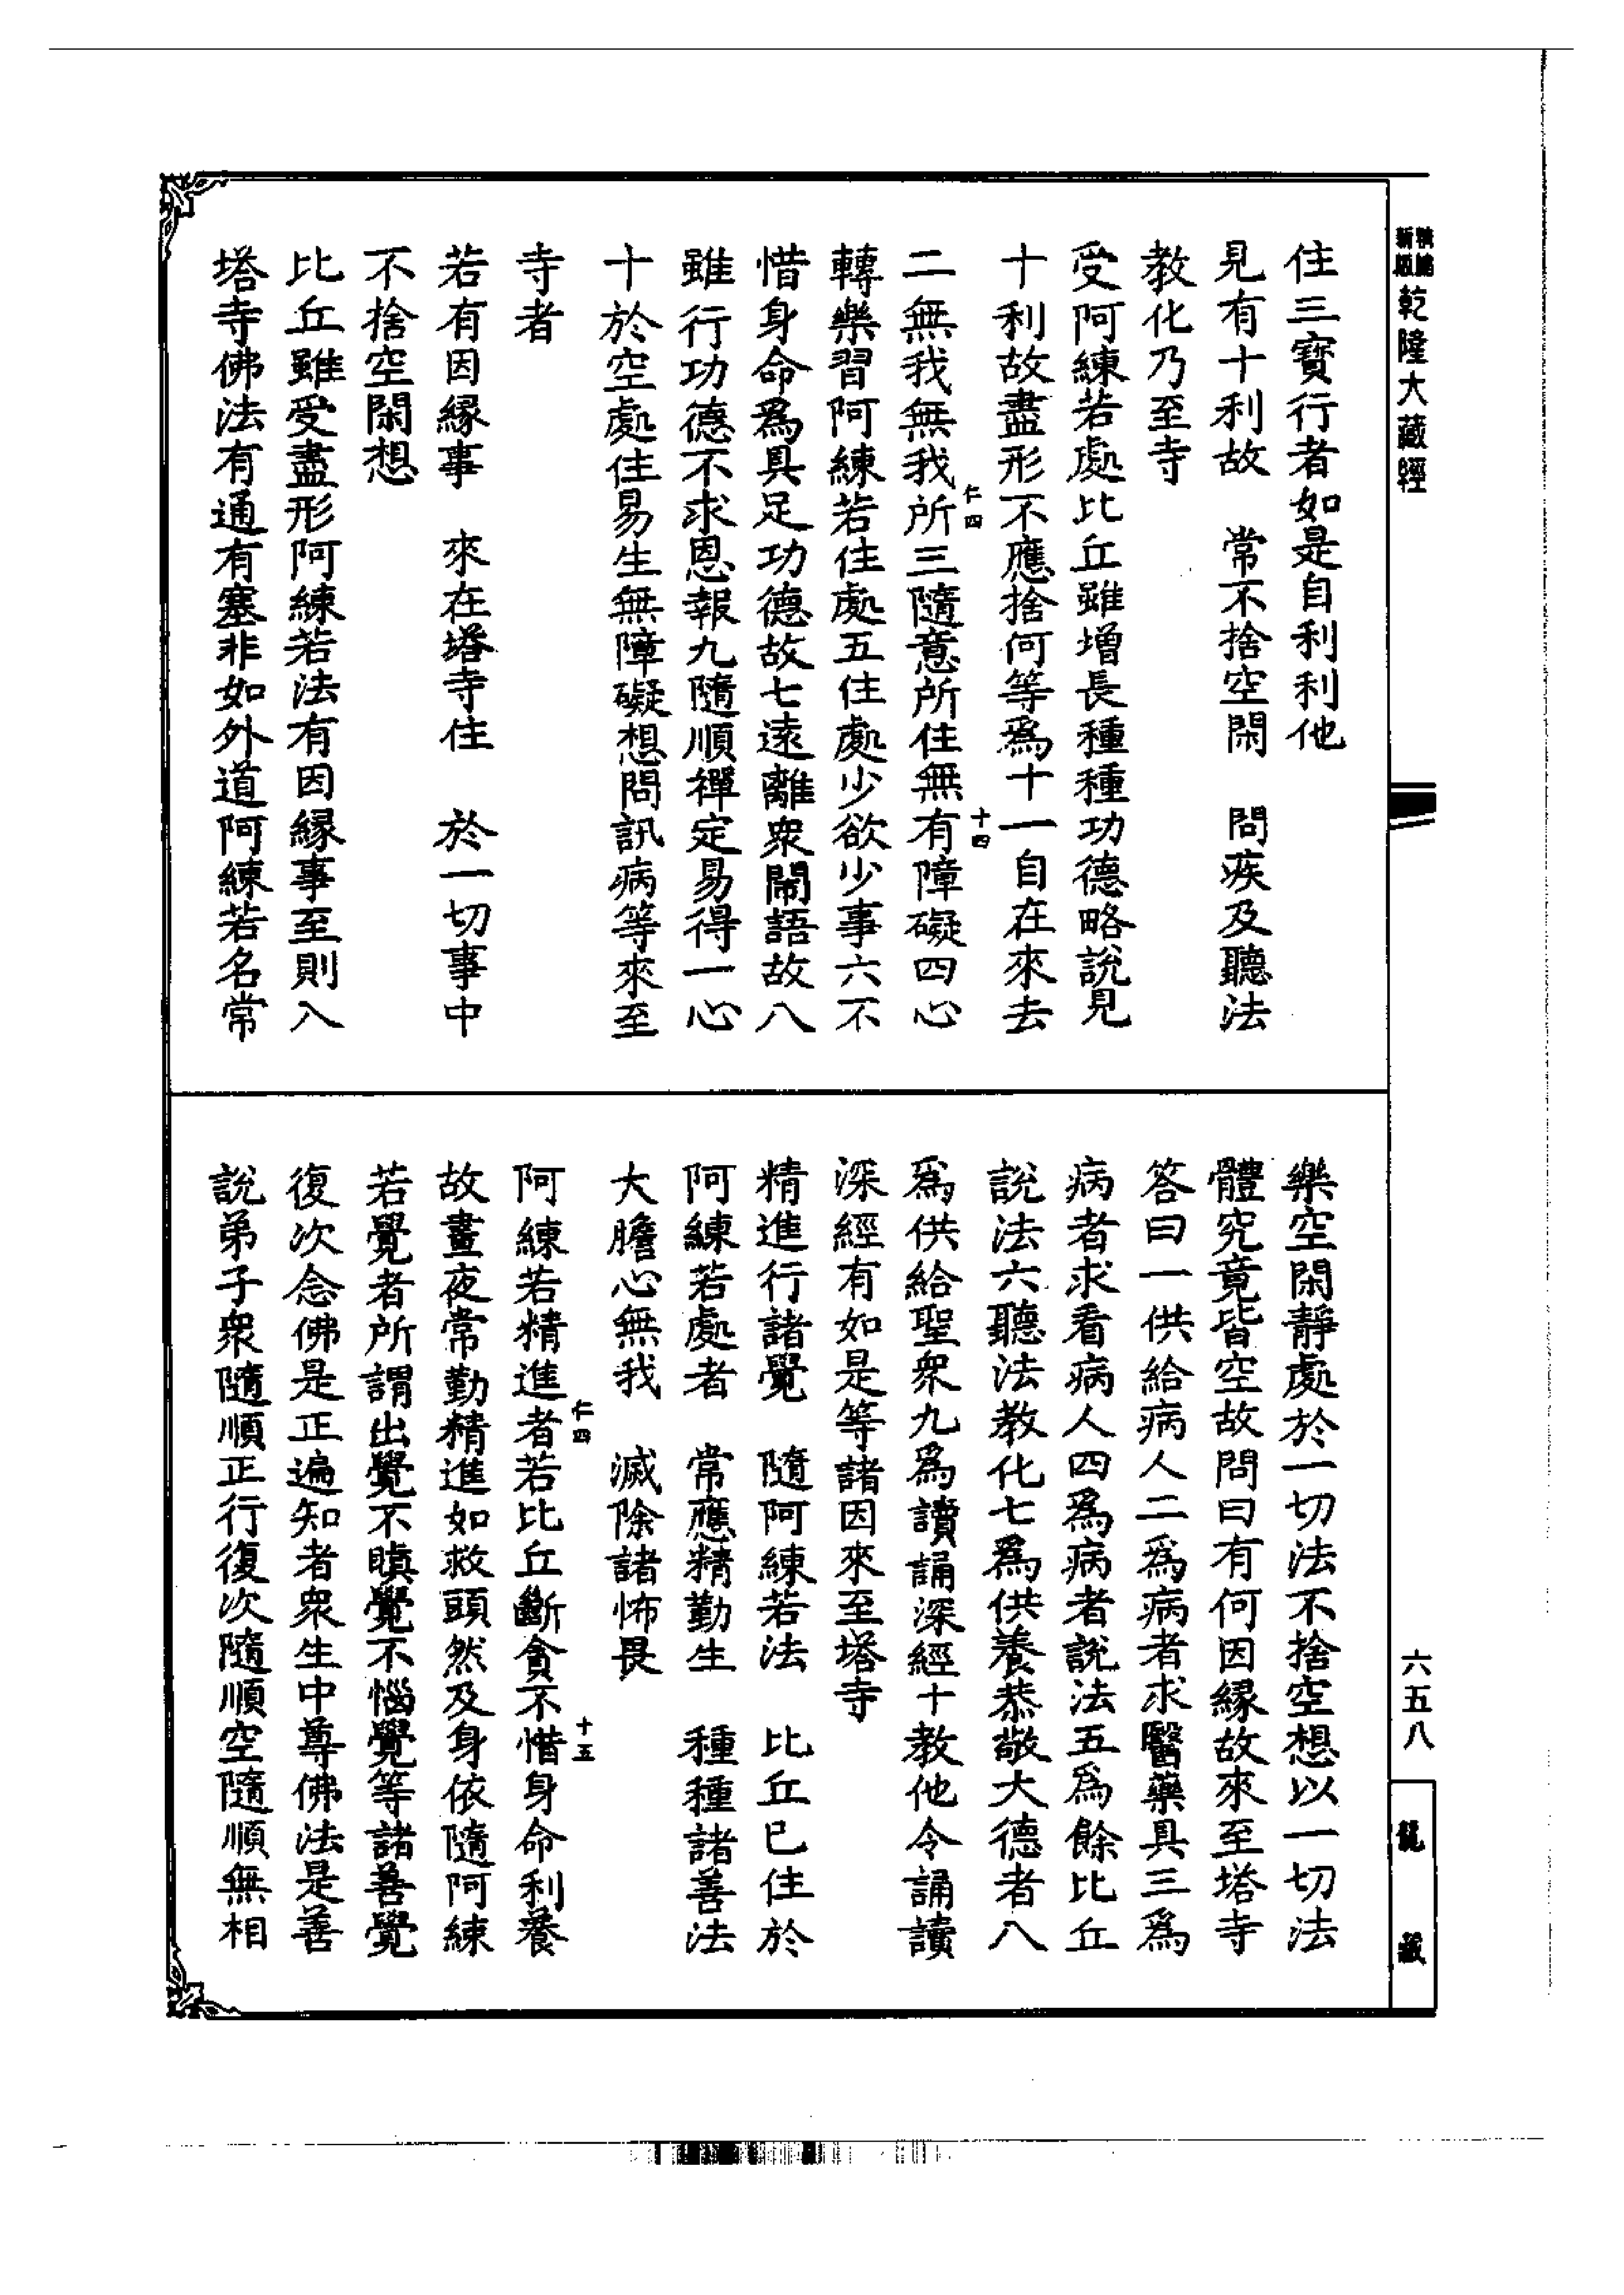 新版
精縮
乾隆大藏經
住三寶行者如是自利利他
見有十利故　常不捨空閑　問疾及聽法
教化乃至寺
受阿練若處比丘雖增長種種功德略說見
十利故盡形不應捨何等爲十一自在來去
二無我無我所三隨意所住無有障礙四心
轉樂習阿練若住處五住處少欲少事六不
惜身命爲具足功德故七遠離衆鬧語故八
雖行功德不求恩報九隨順禪定易得一心
十於空處住易生無障礙想問訊病等來至
寺者
若有因緣事　來在塔寺住　於一切事中
不捨空閑想
比丘雖受盡形阿練若法有因緣事至則入
塔寺佛法有通有塞非如外道阿練若名常
仁四
十四
樂空閑靜處於一切法不捨空想以一切法
體究竟皆空故問曰有何因緣故來至塔寺
答曰一供給病人二爲病者求醫藥具三爲
病者求看病人四爲病者說法五爲餘比丘
說法六聽法教化七爲供養恭敬大德者八
爲供給聖衆九爲讀誦深經十教他令誦讀
深經有如是等諸因來至塔寺
精進行諸覺　隨阿練若法　比丘已住於
阿練若處者　常應精勤生　種種諸善法
大膽心無我　滅除諸怖畏
阿練若精進者若比丘斷貪不惜身命利養
故晝夜常勤精進如救頭然及身依隨阿練
若覺者所謂出覺不瞋覺不惱覺等諸善覺
復次念佛是正遍知者衆生中尊佛法是善
說弟子衆隨順正行復次隨順空隨順無相
仁四
十五
六五八
龍藏